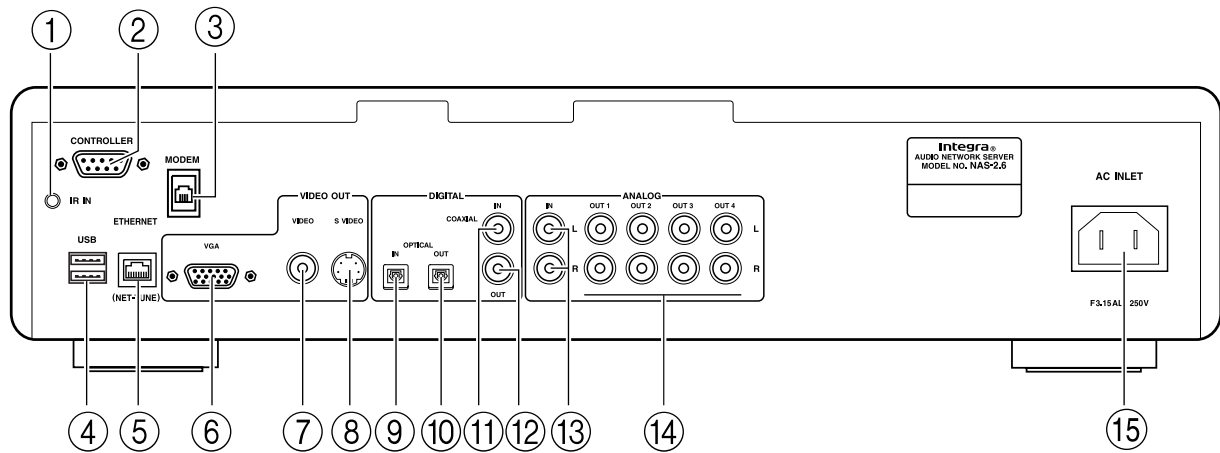 1 2 3
CONTROLLER
MODEM
IR IN
ETHERNET
USB
(NET-TUNE)
VIDEO OUT
VGA
VIDEO
S VIDEO
DIGITAL
IN
COAXIAL
OPTICAL
IN OUT
OUT
ANALOG
IN OUT 1 OUT 2 OUT 3 OUT 4
L L
R R
Integra®
AUDIO NETWORK SERVER
MODEL NO. NAS-2.6
AC INLET
F3.15AL 250V
4 5 6 7 8 9 10 11 12 13 14 15